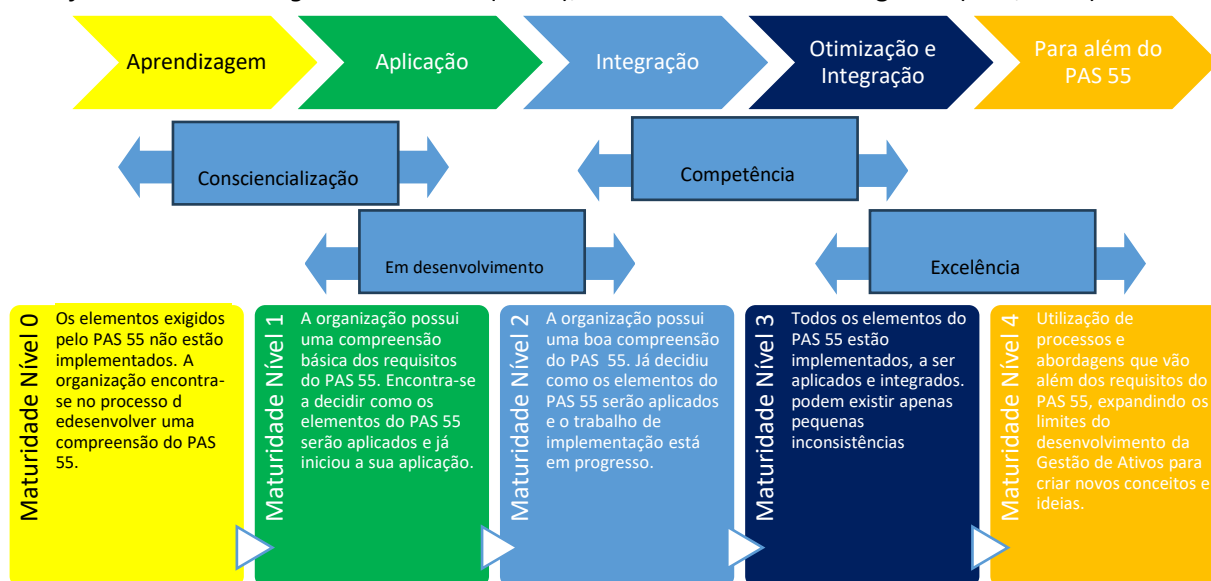 Aprendizagem
Aplicação
Integração
Otimização e
Integração
Para além do
PAS 55
Consciencialização
Competência
Em desenvolvimento
Excelência
Maturidade Nível 0
Os elementos exigidos
pelo PAS 55 não estão
implementados. A
organização encontra-
se no processo d
edesenvolver uma
compreensão do PAS
55.
Maturidade Nível 1
A organização possui
uma compreensão
básica dos requisitos
do PAS 55. Encontra-se
a decidir como os
elementos do PAS 55
serão aplicados e já
iniciou a sua aplicação.
Maturidade Nível 2
A organização possui
uma boa compreensão
do PAS 55. Já decidiu
como os elementos do
PAS 55 serão aplicados
e o trabalho de
implementação está
em progresso.
Maturidade Nível 3
Todos os elementos do
PAS 55 estão
implementados, a ser
aplicados e integrados.
podem existir apenas
pequenas
inconsistências
Maturidade Nível 4
Utilização de
processos e
abordagens que vão
além dos requisitos do
PAS 55, expandindo os
limites do
desenvolvimento da
Gestão de Ativos para
criar novos conceitos e
ideias.